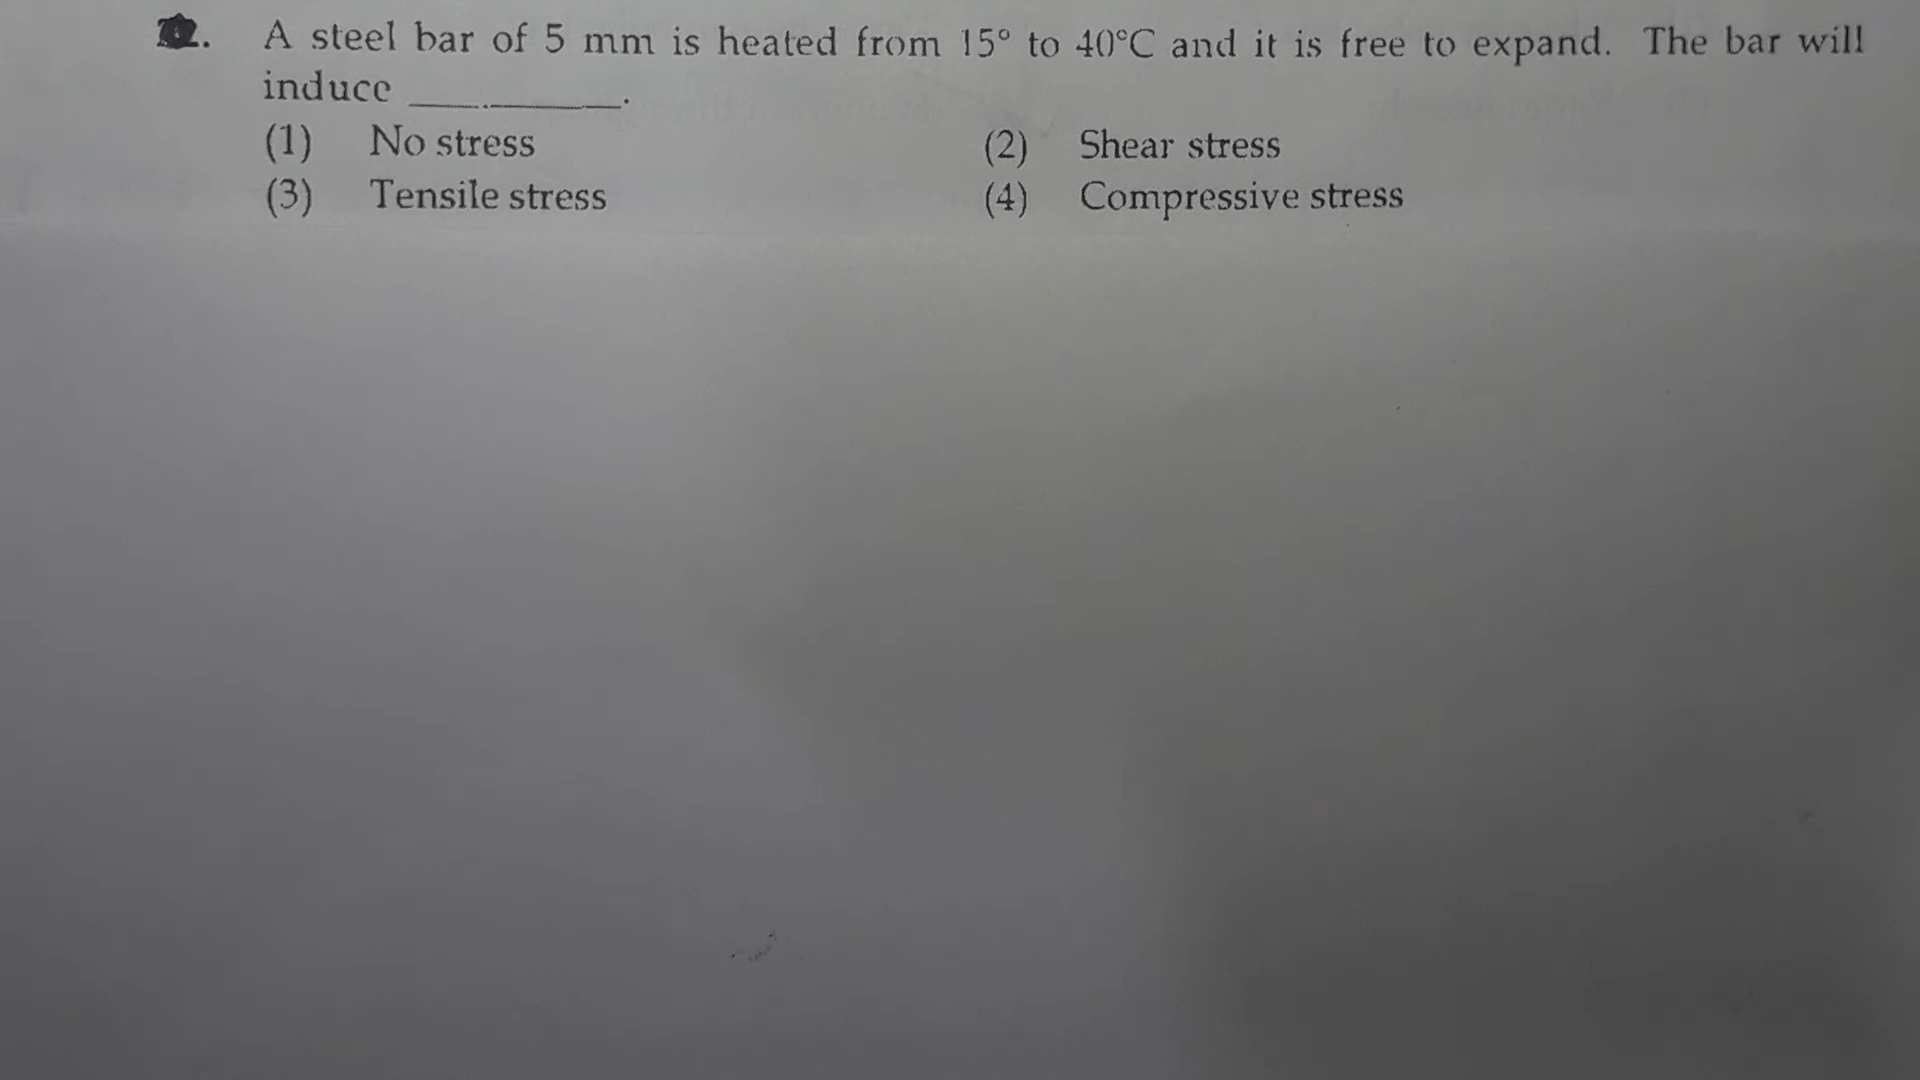 A steel bar of 5 mm is heated from 15° to 40°C and it is free to expand. The bar will
induce ____________.
(1) No stress (2) Shear stress
(3) Tensile stress (4) Compressive stress